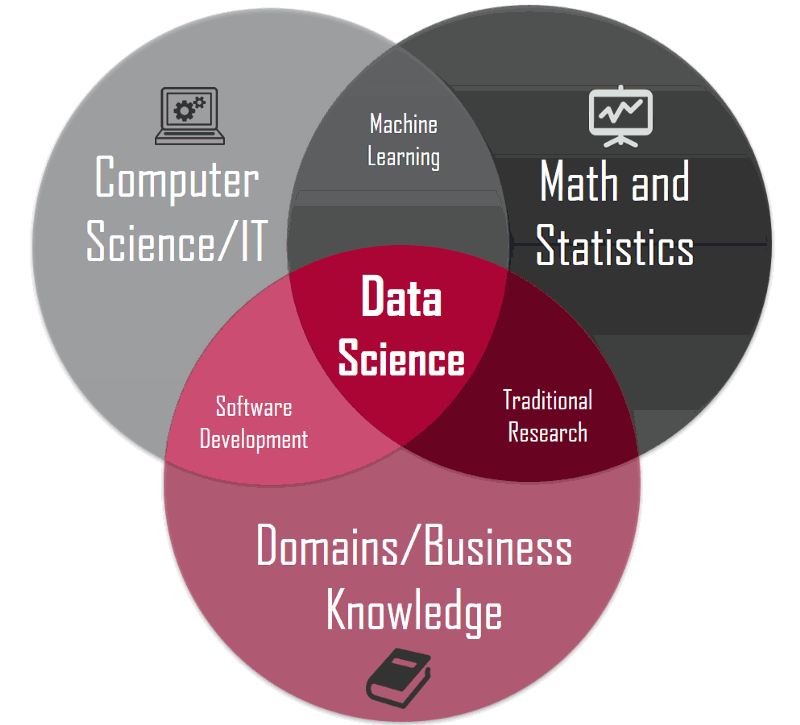 Machine
Learning
Computer
Science/IT
Math and
Statistics
Data
Science
Software
Development
Traditional
Research
Domains/Business
Knowledge